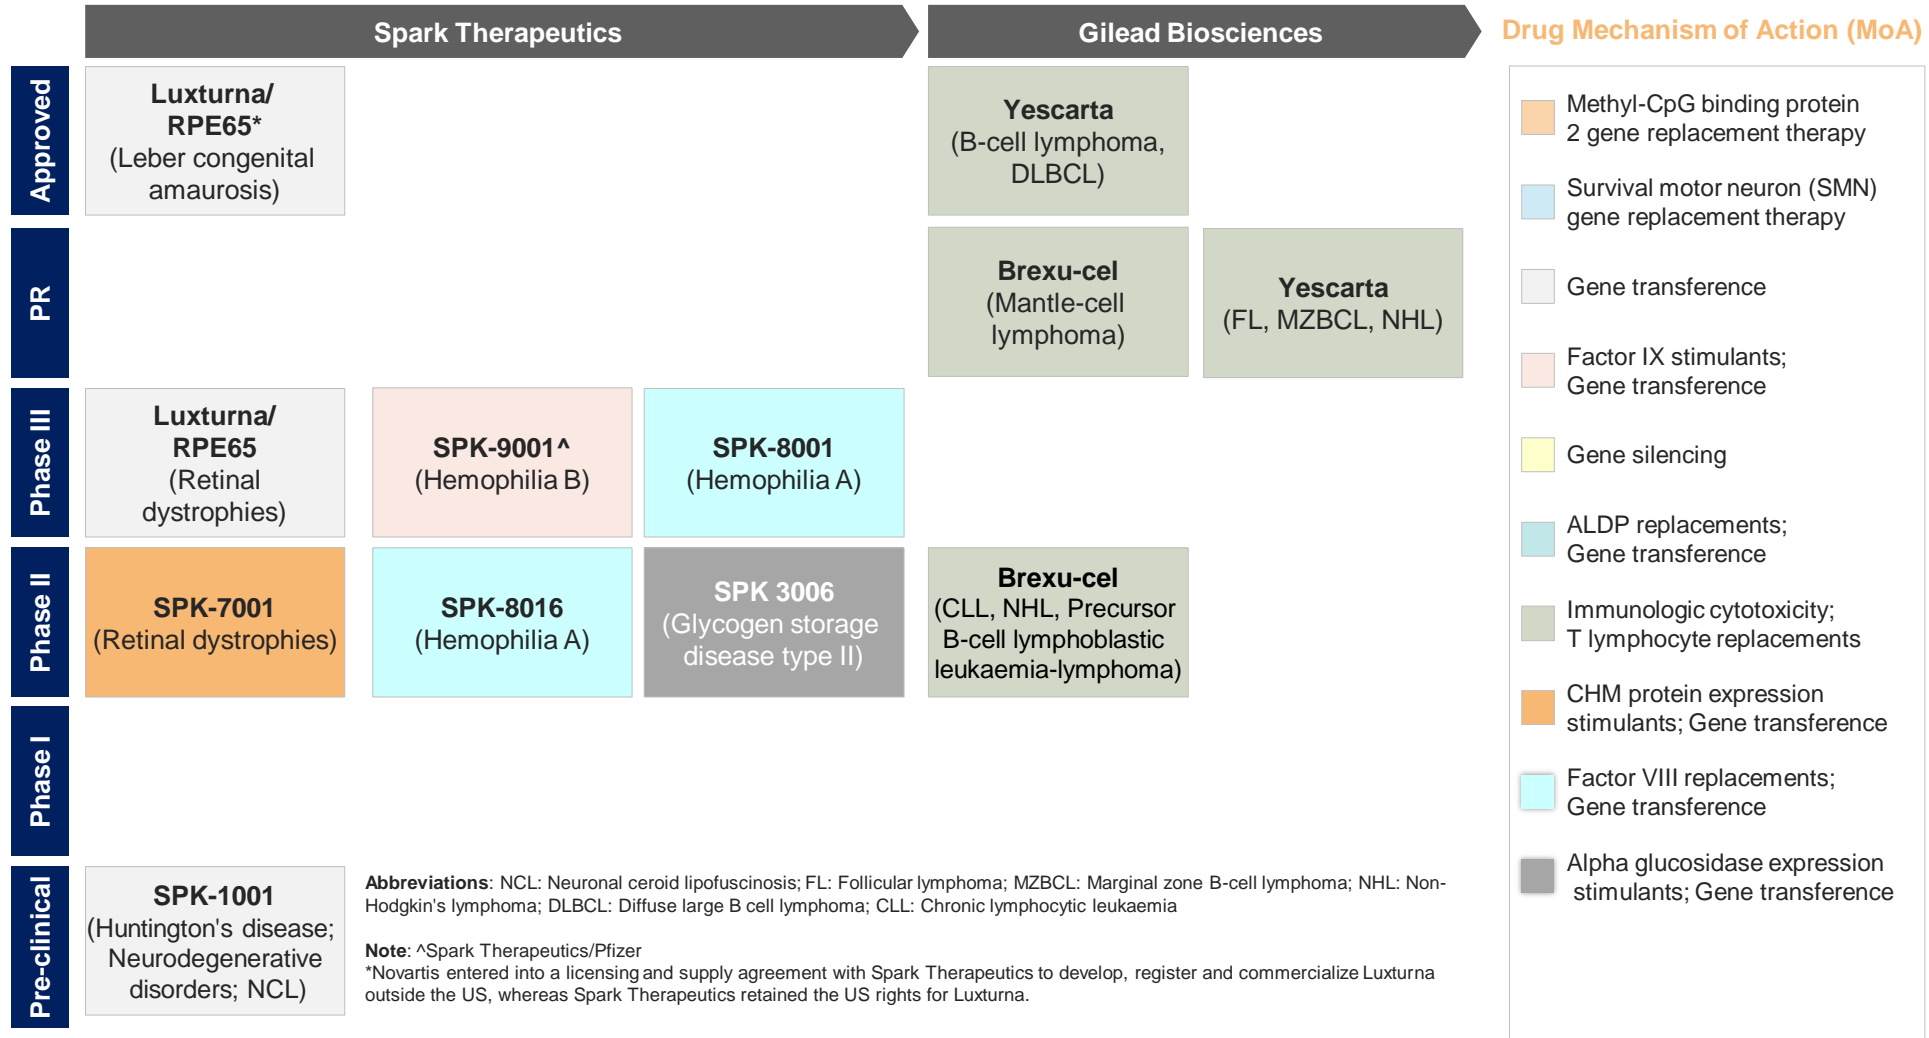 Spark Therapeutics
Gilead Biosciences
Drug Mechanism of Action (MoA)
Approved
Luxturna/
RPE65*
(Leber congenital
amaurosis)
Yescarta
(B-cell lymphoma,
DLBCL)
PR
Brexu-cel
(Mantle-cell
lymphoma)
Yescarta
(FL, MZBCL, NHL)
Phase III
Luxturna/
RPE65
(Retinal
dystrophies)
SPK-9001^
(Hemophilia B)
SPK-8001
(Hemophilia A)
Phase II
SPK-7001
(Retinal dystrophies)
SPK-8016
(Hemophilia A)
SPK 3006
(Glycogen storage
disease type II)
Brexu-cel
(CLL, NHL, Precursor
B-cell lymphoblastic
leukaemia-lymphoma)
Phase I
Pre-clinical
SPK-1001
(Huntington's disease;
Neurodegenerative
disorders; NCL)
Abbreviations: NCL: Neuronal ceroid lipofuscinosis; FL: Follicular lymphoma; MZBCL: Marginal zone B-cell lymphoma; NHL: Non-
Hodgkin's lymphoma; DLBCL: Diffuse large B cell lymphoma; CLL: Chronic lymphocytic leukaemia
Note: ^Spark Therapeutics/Pfizer
*Novartis entered into a licensing and supply agreement with Spark Therapeutics to develop, register and commercialize Luxturna
outside the US, whereas Spark Therapeutics retained the US rights for Luxturna.
Methyl-CpG binding protein
2 gene replacement therapy
Survival motor neuron (SMN)
gene replacement therapy
Gene transference
Factor IX stimulants;
Gene transference
Gene silencing
ALDP replacements;
Gene transference
Immunologic cytotoxicity;
T lymphocyte replacements
CHM protein expression
stimulants; Gene transference
Factor VIII replacements;
Gene transference
Alpha glucosidase expression
stimulants; Gene transference